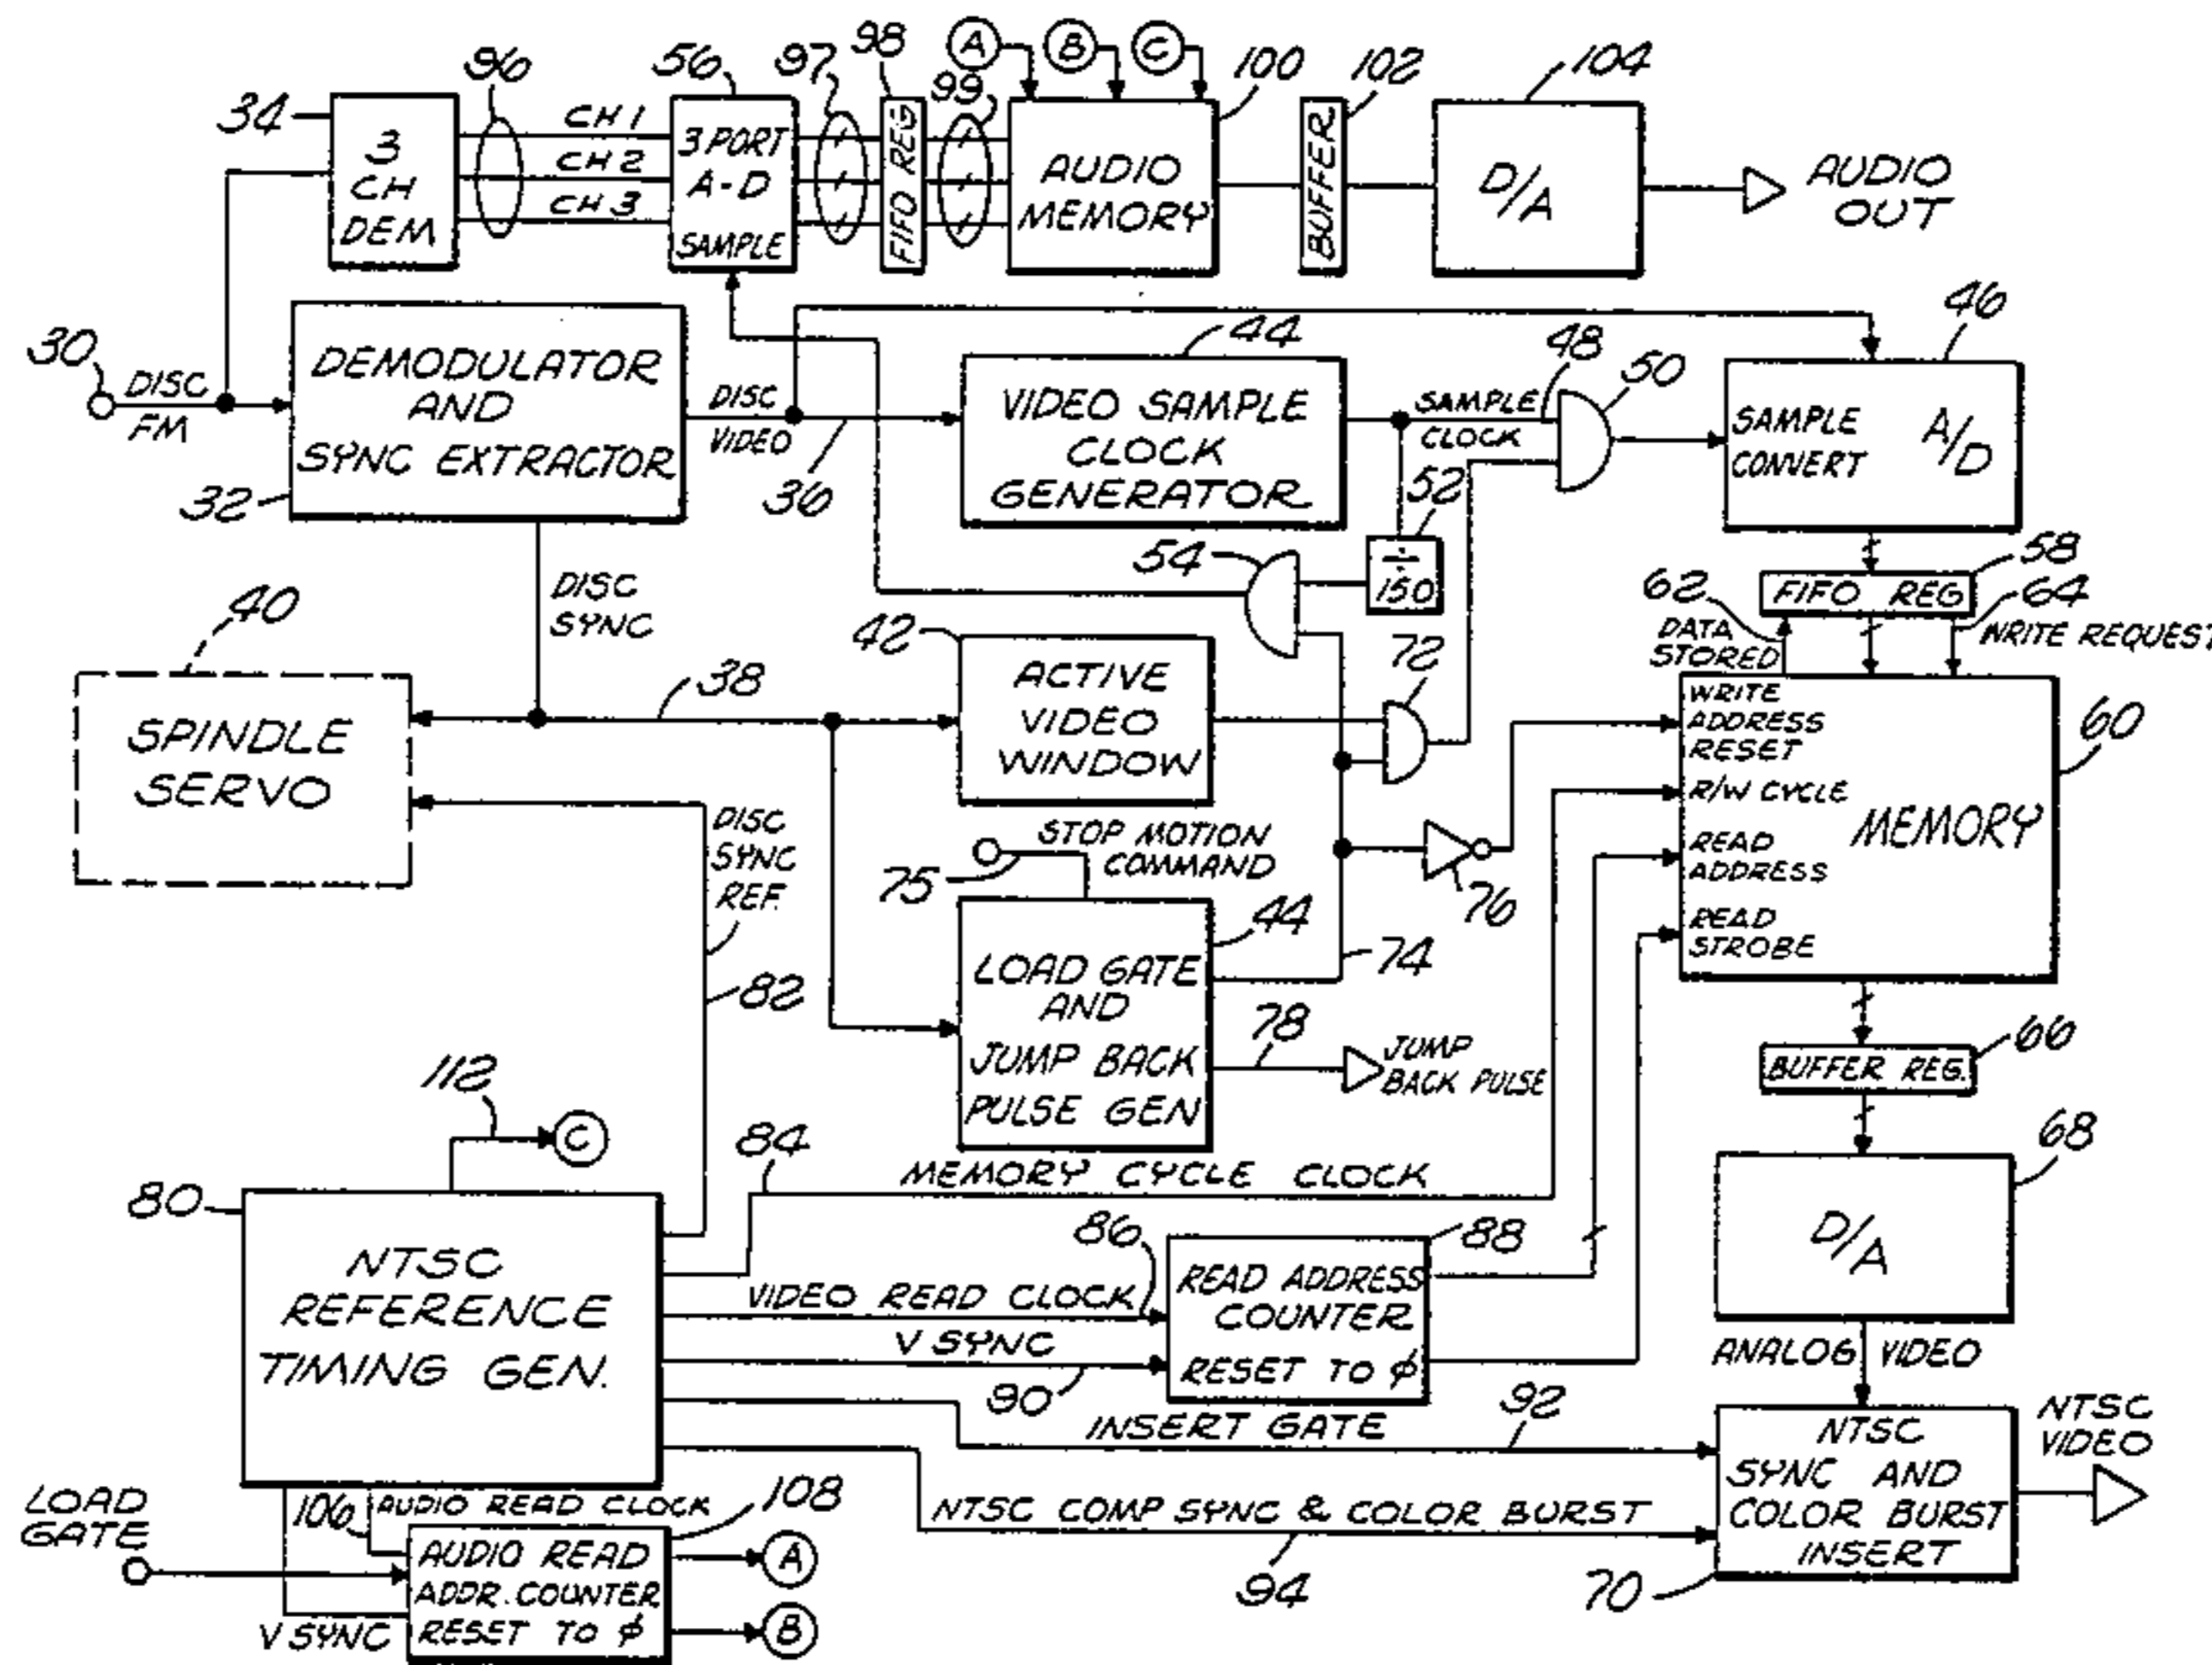 96
56
97
98
99
A
B
C
100
102
104
34
3
CH
DEM
CH 1
CH 2
CH 3
3 PORT
A-D
SAMPLE
FIFO REG
AUDIO
MEMORY
BUFFER
D/A
AUDIO
OUT
30
DISC
FM
DEMODULATOR
AND
SYNC EXTRACTOR
32
DISC
VIDEO
36
44
VIDEO SAMPLE
CLOCK
GENERATOR
SAMPLE
CLOCK
48
50
46
SAMPLE
CONVERT
A/D
52
÷
150
54
58
FIFO REG
62
DATA
STORED
64
WRITE REQUEST
DISC
SYNC
40
SPINDLE
SERVO
38
42
ACTIVE
VIDEO
WINDOW
72
WRITE
ADDRESS
RESET
R/W CYCLE
READ
ADDRESS
READ
STROBE
MEMORY
60
DISC
SYNC
REF.
82
STOP MOTION
COMMAND
75
76
44
LOAD GATE
AND
JUMP BACK
PULSE GEN
74
78
JUMP
BACK PULSE
66
BUFFER REG.
112
C
80
NTSC
REFERENCE
TIMING GEN.
84
MEMORY CYCLE CLOCK
86
88
VIDEO READ CLOCK
V SYNC
90
READ ADDRESS
COUNTER
RESET TO ϕ
68
D/A
ANALOG VIDEO
INSERT GATE
92
NTSC COMP SYNC & COLOR BURST
94
NTSC
SYNC AND
COLOR BURST
INSERT
70
NTSC
VIDEO
LOAD
GATE
106
AUDIO READ CLOCK
108
AUDIO READ
ADDR. COUNTER
RESET TO ϕ
V SYNC
A
B